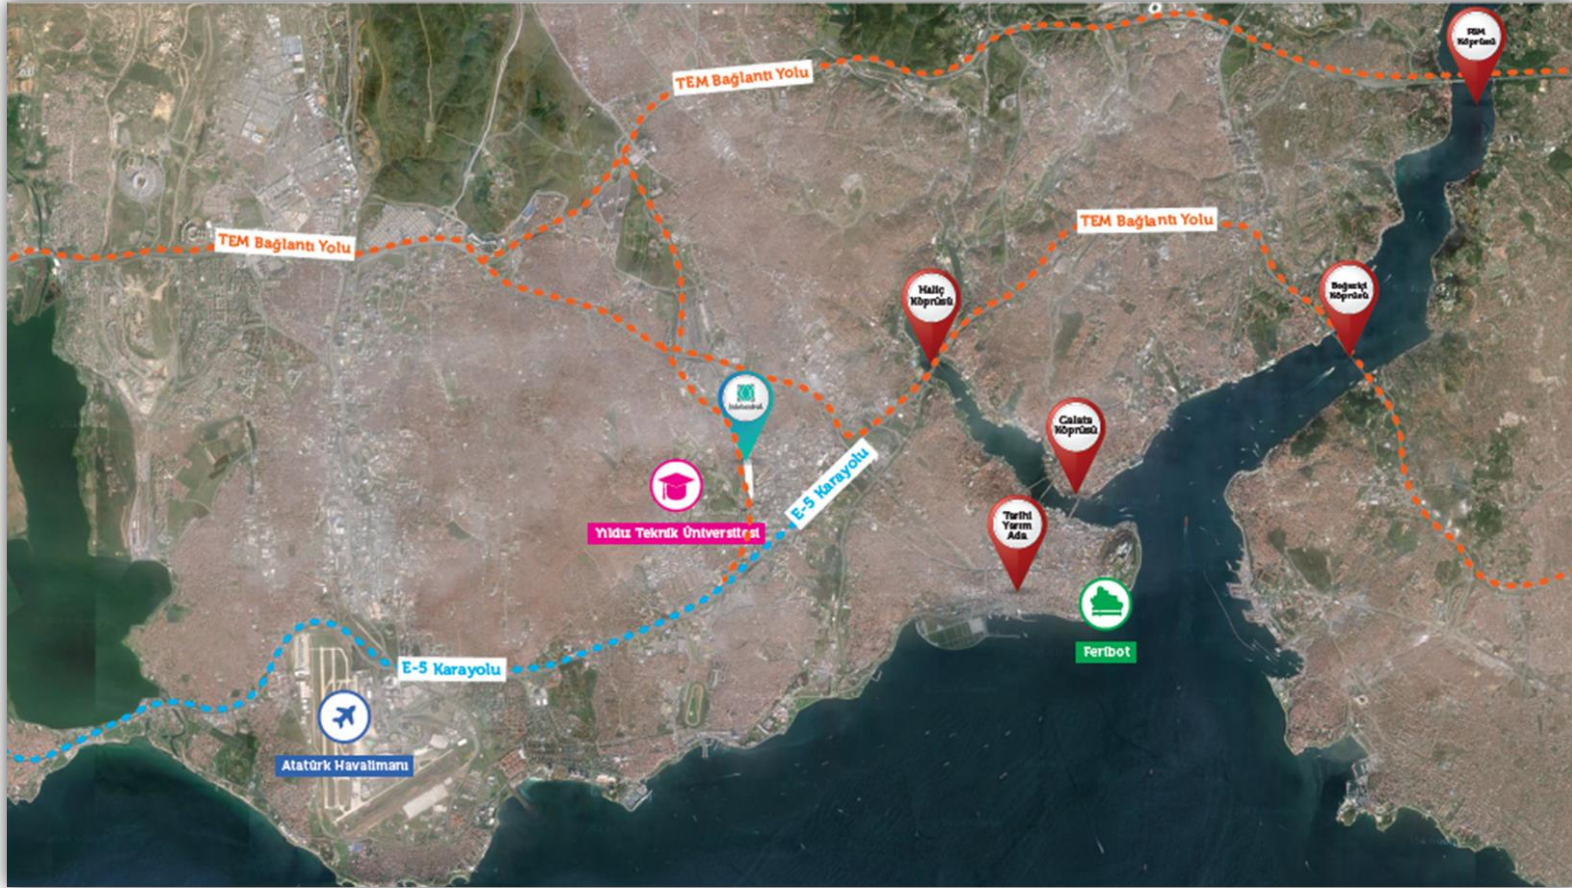 FSM
Köprüsü
TEM Bağlantı Yolu
TEM Bağlantı Yolu
TEM Bağlantı Yolu
Haliç
Köprüsü
Boğaziçi
Köprüsü
Galata
Köprüsü
E-5 Karayolu
Yıldız Teknik Üniversitesi
Tarihi
Yarım
Ada
Feribot
E-5 Karayolu
Atatürk Havalimanı